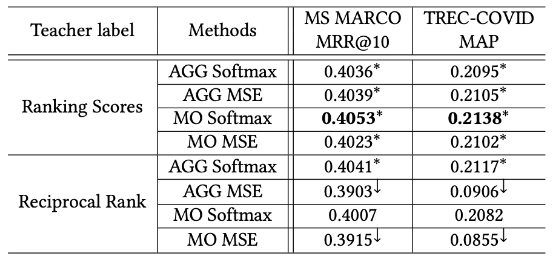 Teacher label Methods MS MARCO MRR@10 TREC-COVID MAP
Ranking Scores AGG Softmax 0.4036* 0.2095*
AGG MSE 0.4039* 0.2105*
MO Softmax 0.4053* 0.2138*
MO MSE 0.4023* 0.2102*
Reciprocal Rank AGG Softmax 0.4041* 0.2117*
AGG MSE 0.3903↓ 0.0906↓
MO Softmax 0.4007 0.2082
MO MSE 0.3915↓ 0.0855↓